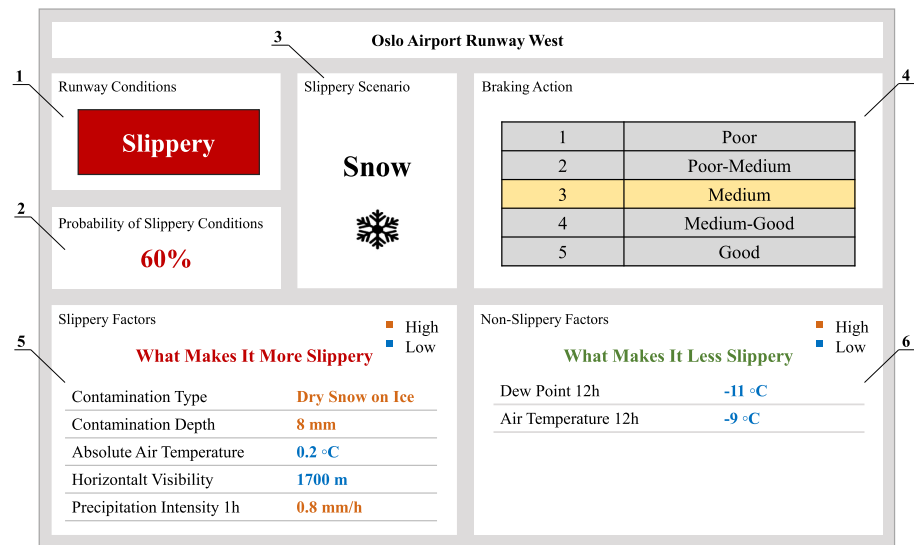 Oslo Airport Runway West
3
1
4
Runway Conditions
Slippery
Slippery Scenario
Snow
Braking Action
1 Poor
2 Poor-Medium
3 Medium
4 Medium-Good
5 Good
2
Probability of Slippery Conditions
60%
5
Slippery Factors
High
Low
What Makes It More Slippery
Contamination Type Dry Snow on Ice
Contamination Depth 8 mm
Absolute Air Temperature 0.2 °C
Horizontalt Visibility 1700 m
Precipitation Intensity 1h 0.8 mm/h
6
Non-Slippery Factors
High
Low
What Makes It Less Slippery
Dew Point 12h -11 °C
Air Temperature 12h -9 °C